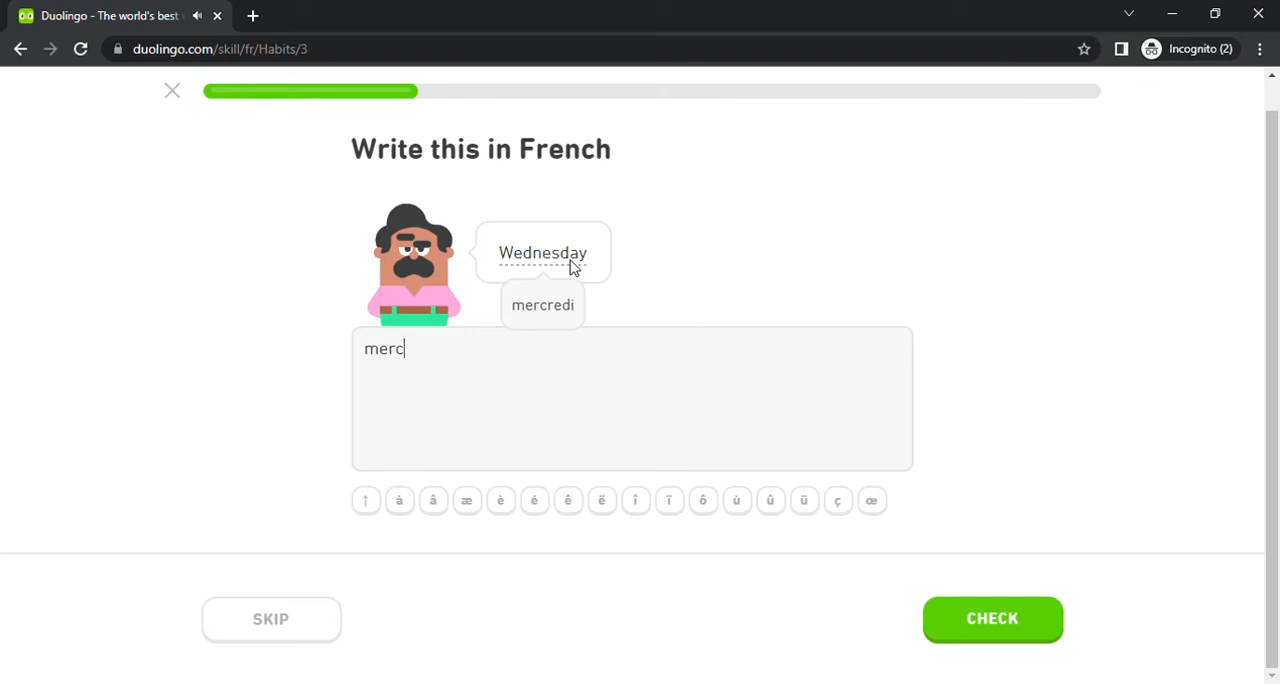 Duolingo - The world's best
duolingo.com/skill/fr/Habits/3
Incognito (2)
Write this in French
Wednesday
mercredi
merc
↑ à â æ è é ê ë î ï ô ù û ü ç œ
SKIP
CHECK